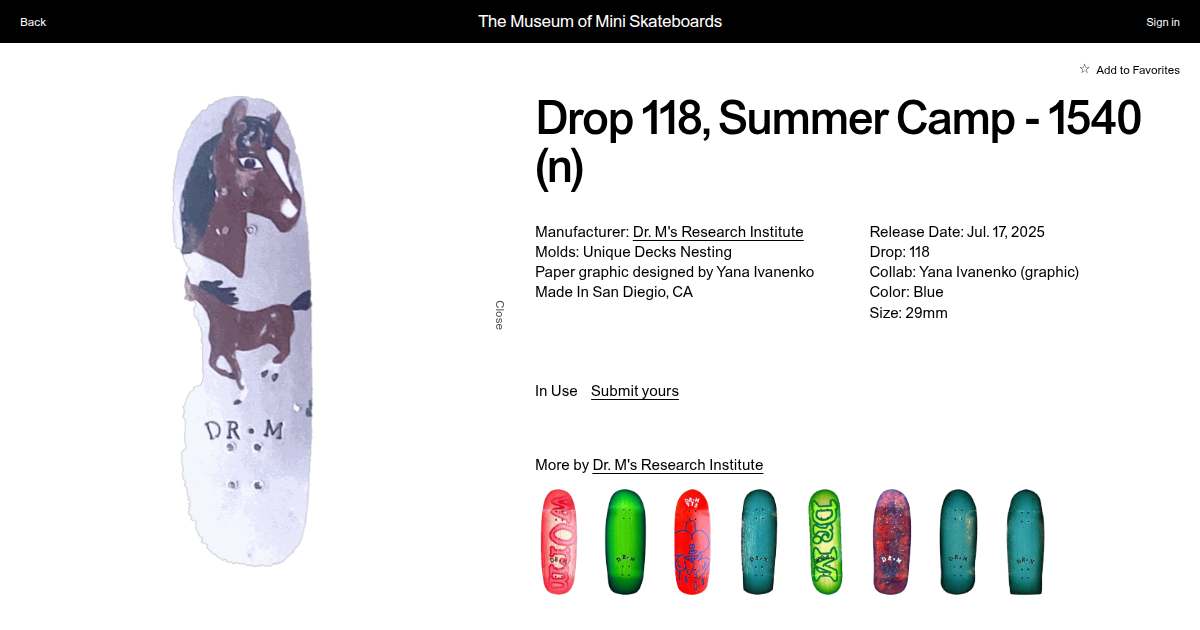 Back
The Museum of Mini Skateboards
Sign in
☆ Add to Favorites
Drop 118, Summer Camp - 1540
(n)
Manufacturer: Dr. M's Research Institute
Molds: Unique Decks Nesting
Paper graphic designed by Yana Ivanenko
Made In San Diegio, CA
Release Date: Jul. 17, 2025
Drop: 118
Collab: Yana Ivanenko (graphic)
Color: Blue
Size: 29mm
Close
DR•M
In Use Submit yours
More by Dr. M's Research Institute
DR M